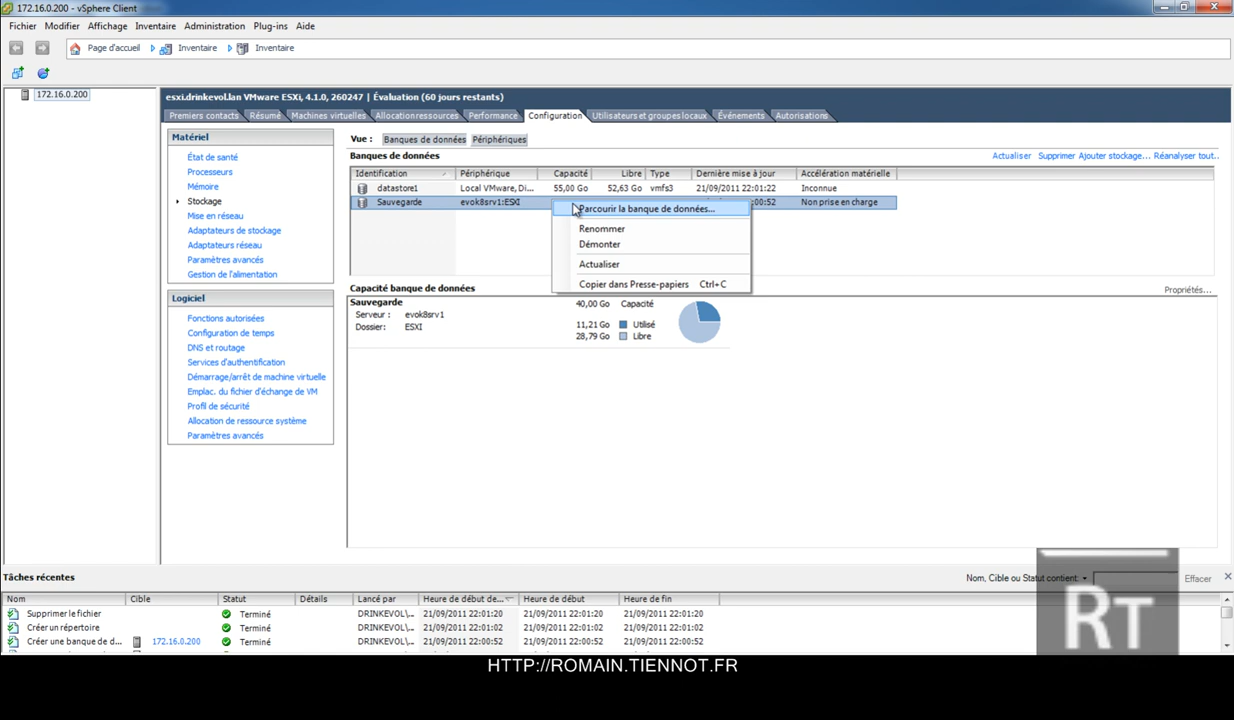 172.16.0.200 - vSphere Client
Fichier Modifier Affichage Inventaire Administration Plug-ins Aide
Page d'accueil Inventaire Inventaire
172.16.0.200
esxi.drinkevol.lan VMware ESXi, 4.1.0, 260247 | Évaluation (60 jours restants)
Premiers contacts Résumé Machines virtuelles Allocation ressources Performance Configuration Utilisateurs et groupes locaux Événements Autorisations
Matériel
État de santé
Processeurs
Mémoire
Stockage
Mise en réseau
Adaptateurs de stockage
Adaptateurs réseau
Paramètres avancés
Gestion de l'alimentation
Logiciel
Fonctions autorisées
Configuration de temps
DNS et routage
Services d'authentification
Démarrage/arrêt de machine virtuelle
Emplac. du fichier d'échange de VM
Profil de sécurité
Allocation de ressource système
Paramètres avancés
Vue : Banques de données Périphériques
Banques de données Actualiser Supprimer Ajouter stockage... Réanalyser tout..
Identification Périphérique Capacité Libre Type Dernière mise à jour Accélération matérielle
datastore1 Local VMware, Di... 55,00 Go 52,63 Go vmfs3 21/09/2011 22:01:22 Inconnue
Sauvegarde evok8srv1:ESXI :00:52 Non prise en charge
Parcourir la banque de données...
Renommer
Démonter
Actualiser
Copier dans Presse-papiers Ctrl+C
Capacité banque de données Propriétés...
Sauvegarde 40,00 Go Capacité
Serveur : evok8srv1
Dossier: ESXI 11,21 Go Utilisé
28,79 Go Libre
Tâches récentes Nom, Cible ou Statut contient: Effacer
Nom Cible Statut Détails Lancé par Heure de début de... Heure de début Heure de fin
Supprimer le fichier Terminé DRINKEVOL\... 21/09/2011 22:01:20 21/09/2011 22:01:20 21/09/2011 22:01:20
Créer un répertoire Terminé DRINKEVOL\... 21/09/2011 22:01:02 21/09/2011 22:01:02 21/09/2011 22:01:02
Créer une banque de d... 172.16.0.200 Terminé DRINKEVOL\... 21/09/2011 22:00:52 21/09/2011 22:00:52 21/09/2011 22:00:52
RT
HTTP://ROMAIN.TIENNOT.FR